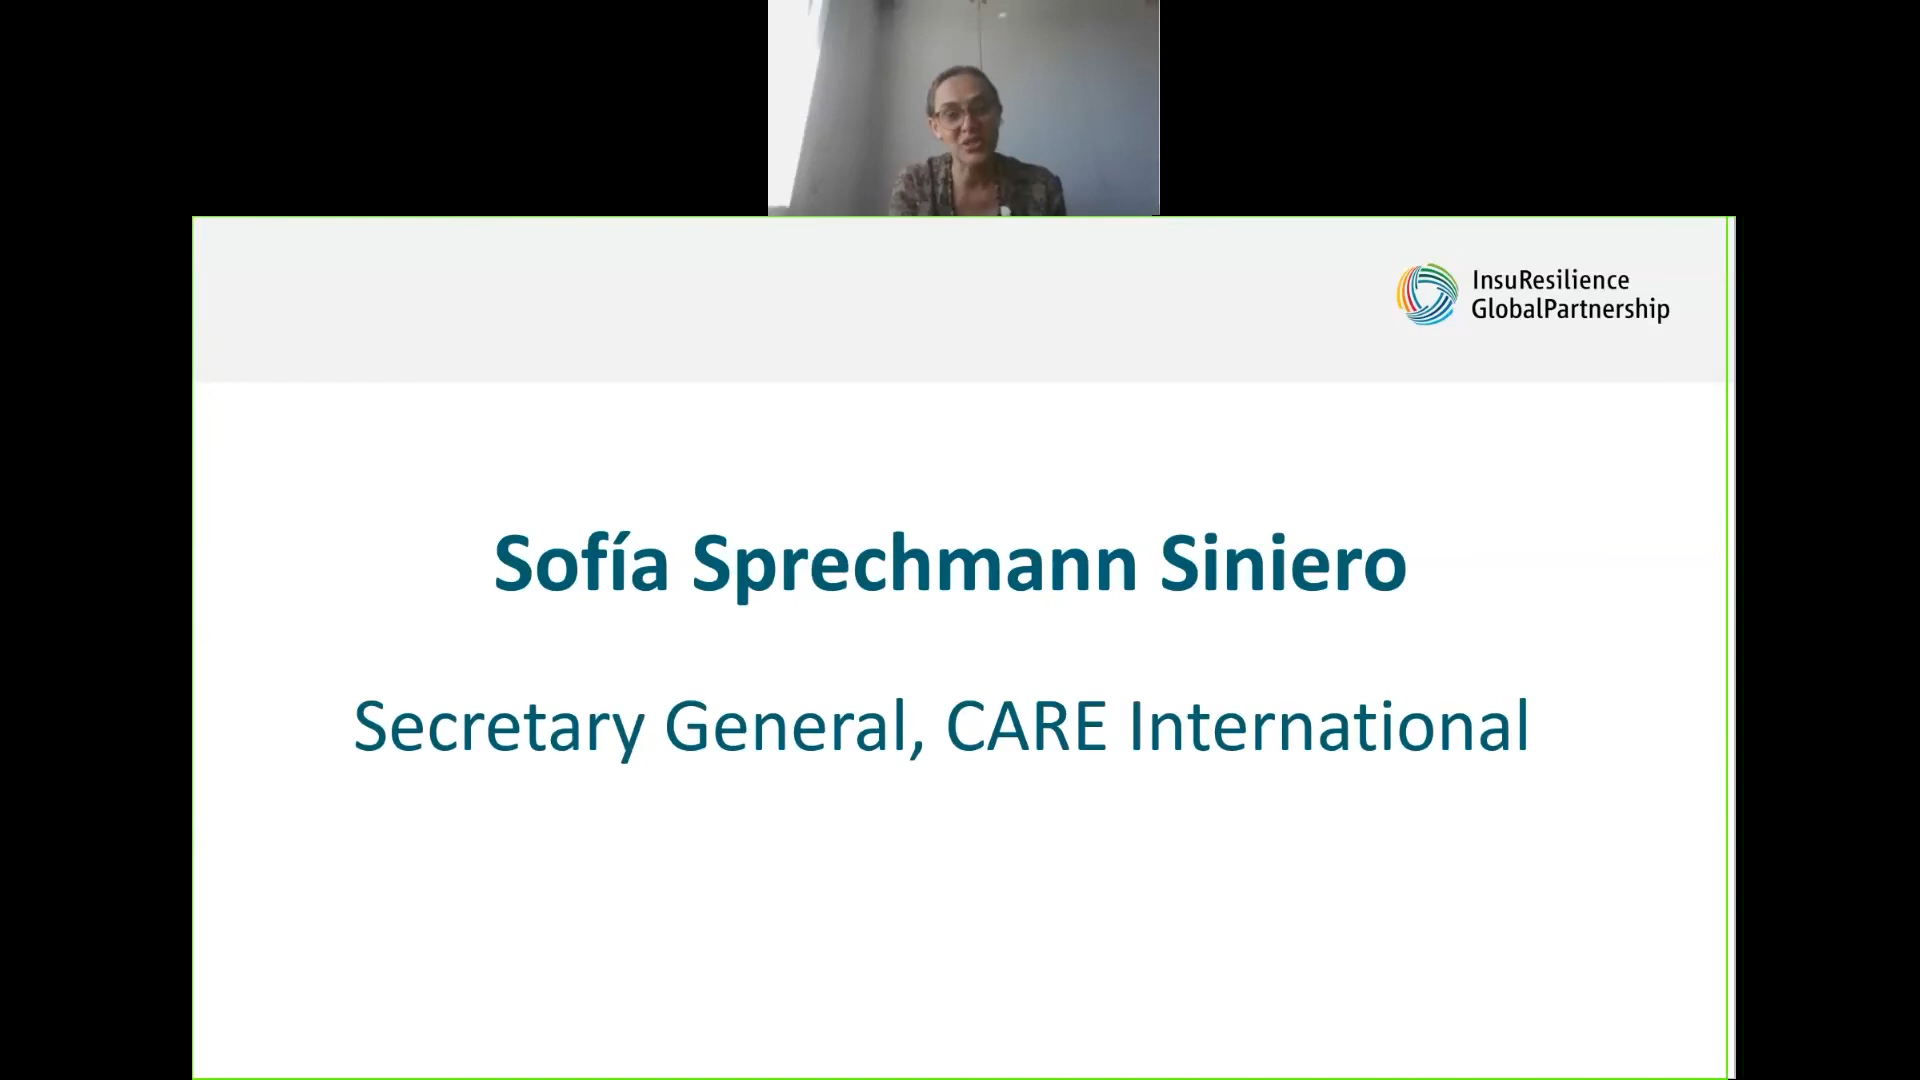 InsuResilience
GlobalPartnership
Sofía Sprechmann Siniero
Secretary General, CARE International